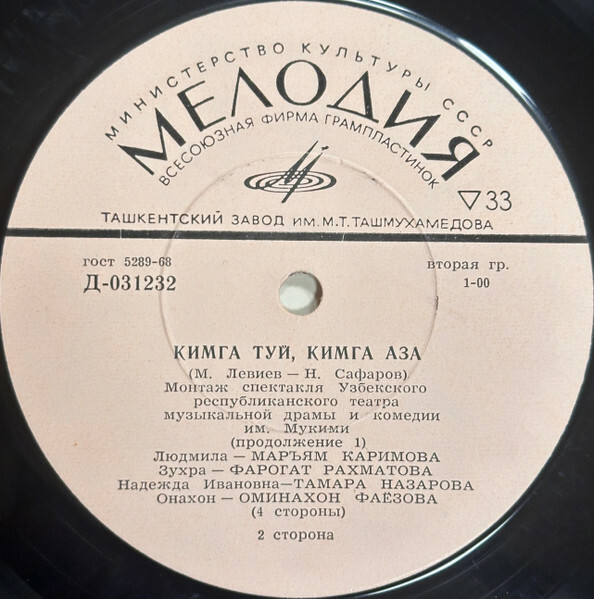 МИНИСТЕРСТВО КУЛЬТУРЫ СССР
МЕЛОДИЯ
ВСЕСОЮЗНАЯ ФИРМА ГРАМПЛАСТИНОК
33
ТАШКЕНТСКИЙ ЗАВОД ИМ. М.Т. ТАШМУХАМЕДОВА
гост 5289-68
вторая гр.
Д-031232
1-00
ҚИМГА ТУЙ, ҚИМГА АЗА
(М. Левиев — Н. Сафаров)
Монтаж спектакля Узбекского
республиканского театра
музыкальной драмы и комедии
им. Мукими
(продолжение 1)
Людмила — МАРЪЯМ КАРИМОВА
Зухра — ФАРОГАТ РАХМАТОВА
Надежда Ивановна — ТАМАРА НАЗАРОВА
Онахон — ОМИНАХОН ФАЁЗОВА
(4 стороны)
2 сторона